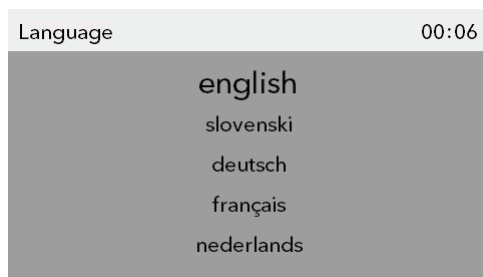 Language 00:06
english
slovenski
deutsch
français
nederlands